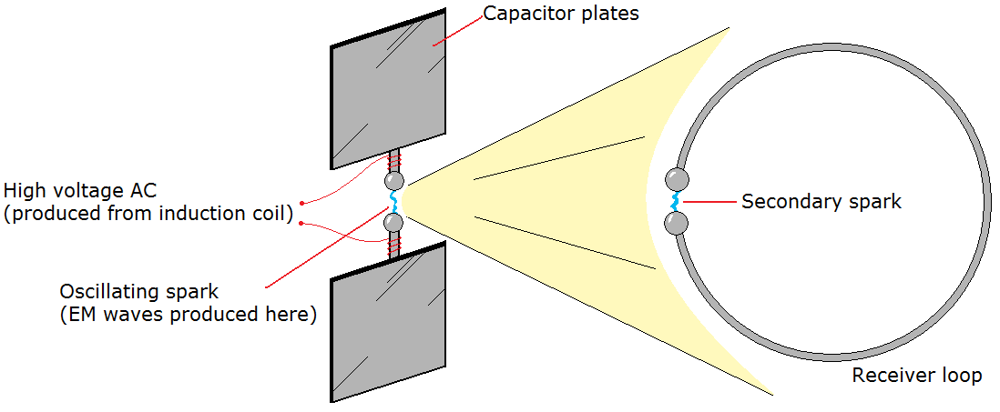 Capacitor plates
High voltage AC
(produced from induction coil)
Secondary spark
Oscillating spark
(EM waves produced here)
Receiver loop